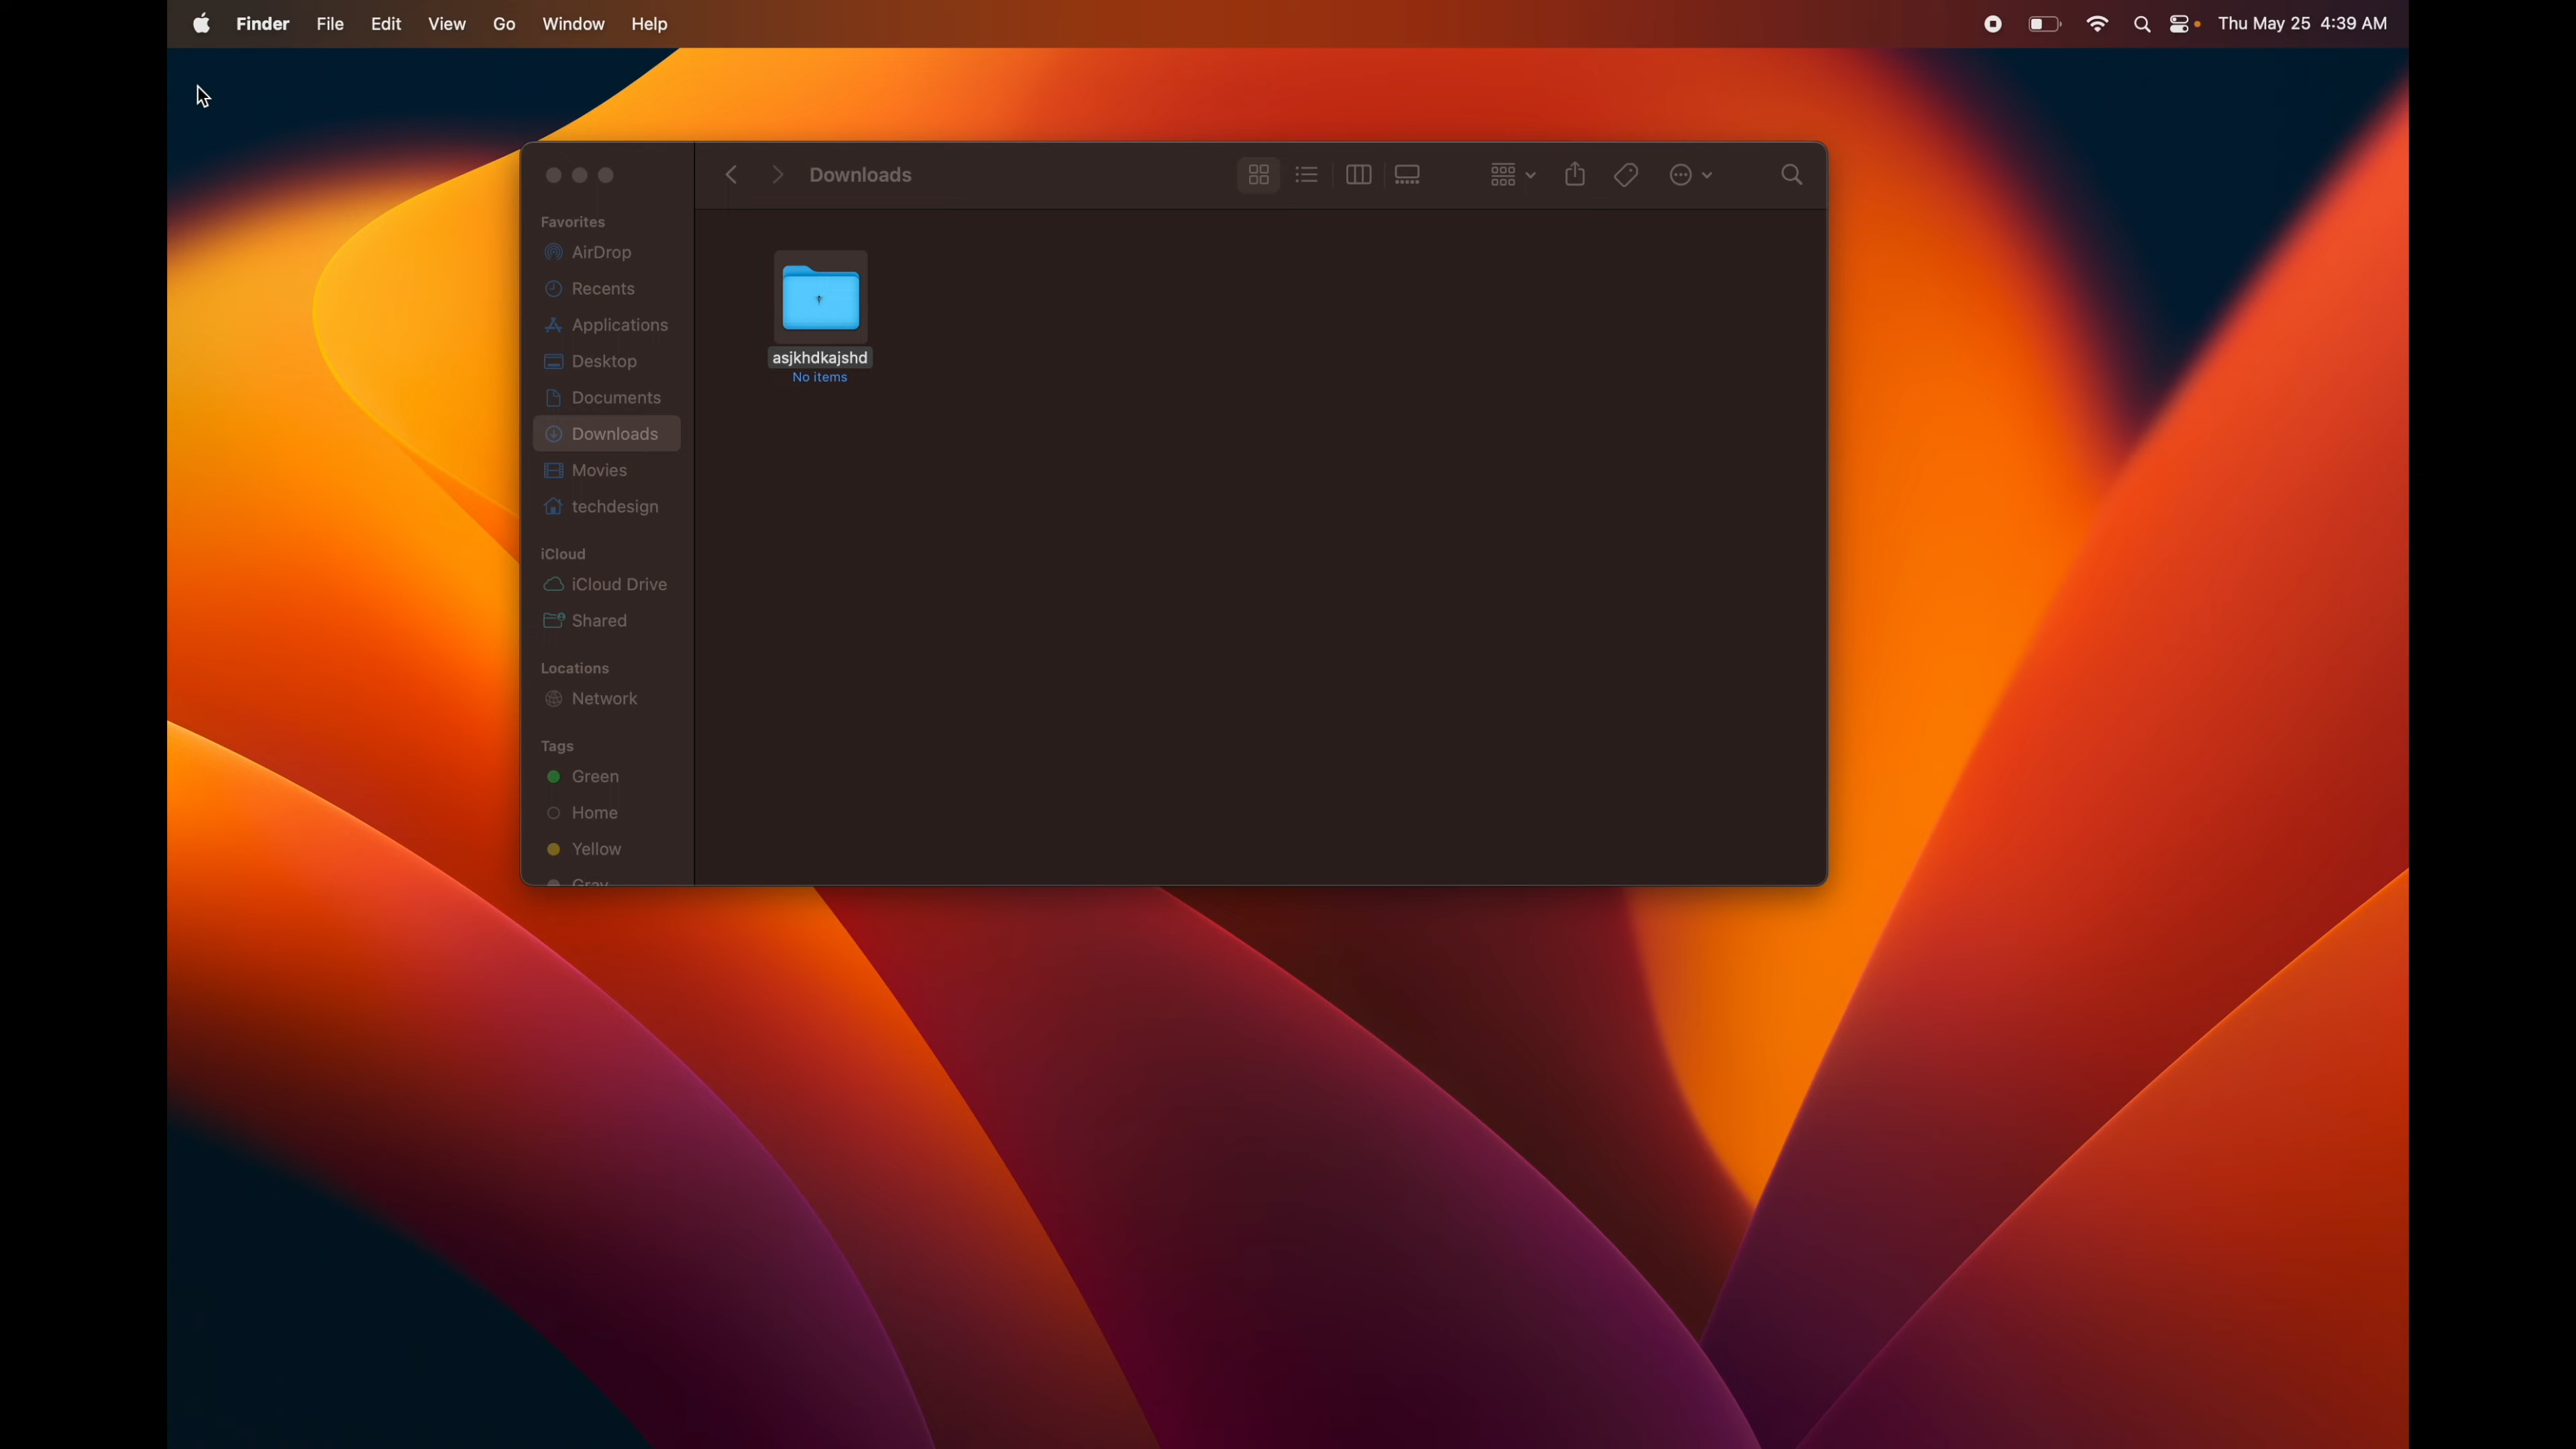 Finder File Edit View Go Window Help Thu May 25 4:39 AM
Downloads
Favorites
AirDrop
Recents
Applications
Desktop
Documents
Downloads
Movies
techdesign
iCloud
iCloud Drive
Shared
Locations
Network
Tags
Green
Home
Yellow
Gray
asjkhdkajshd
No items